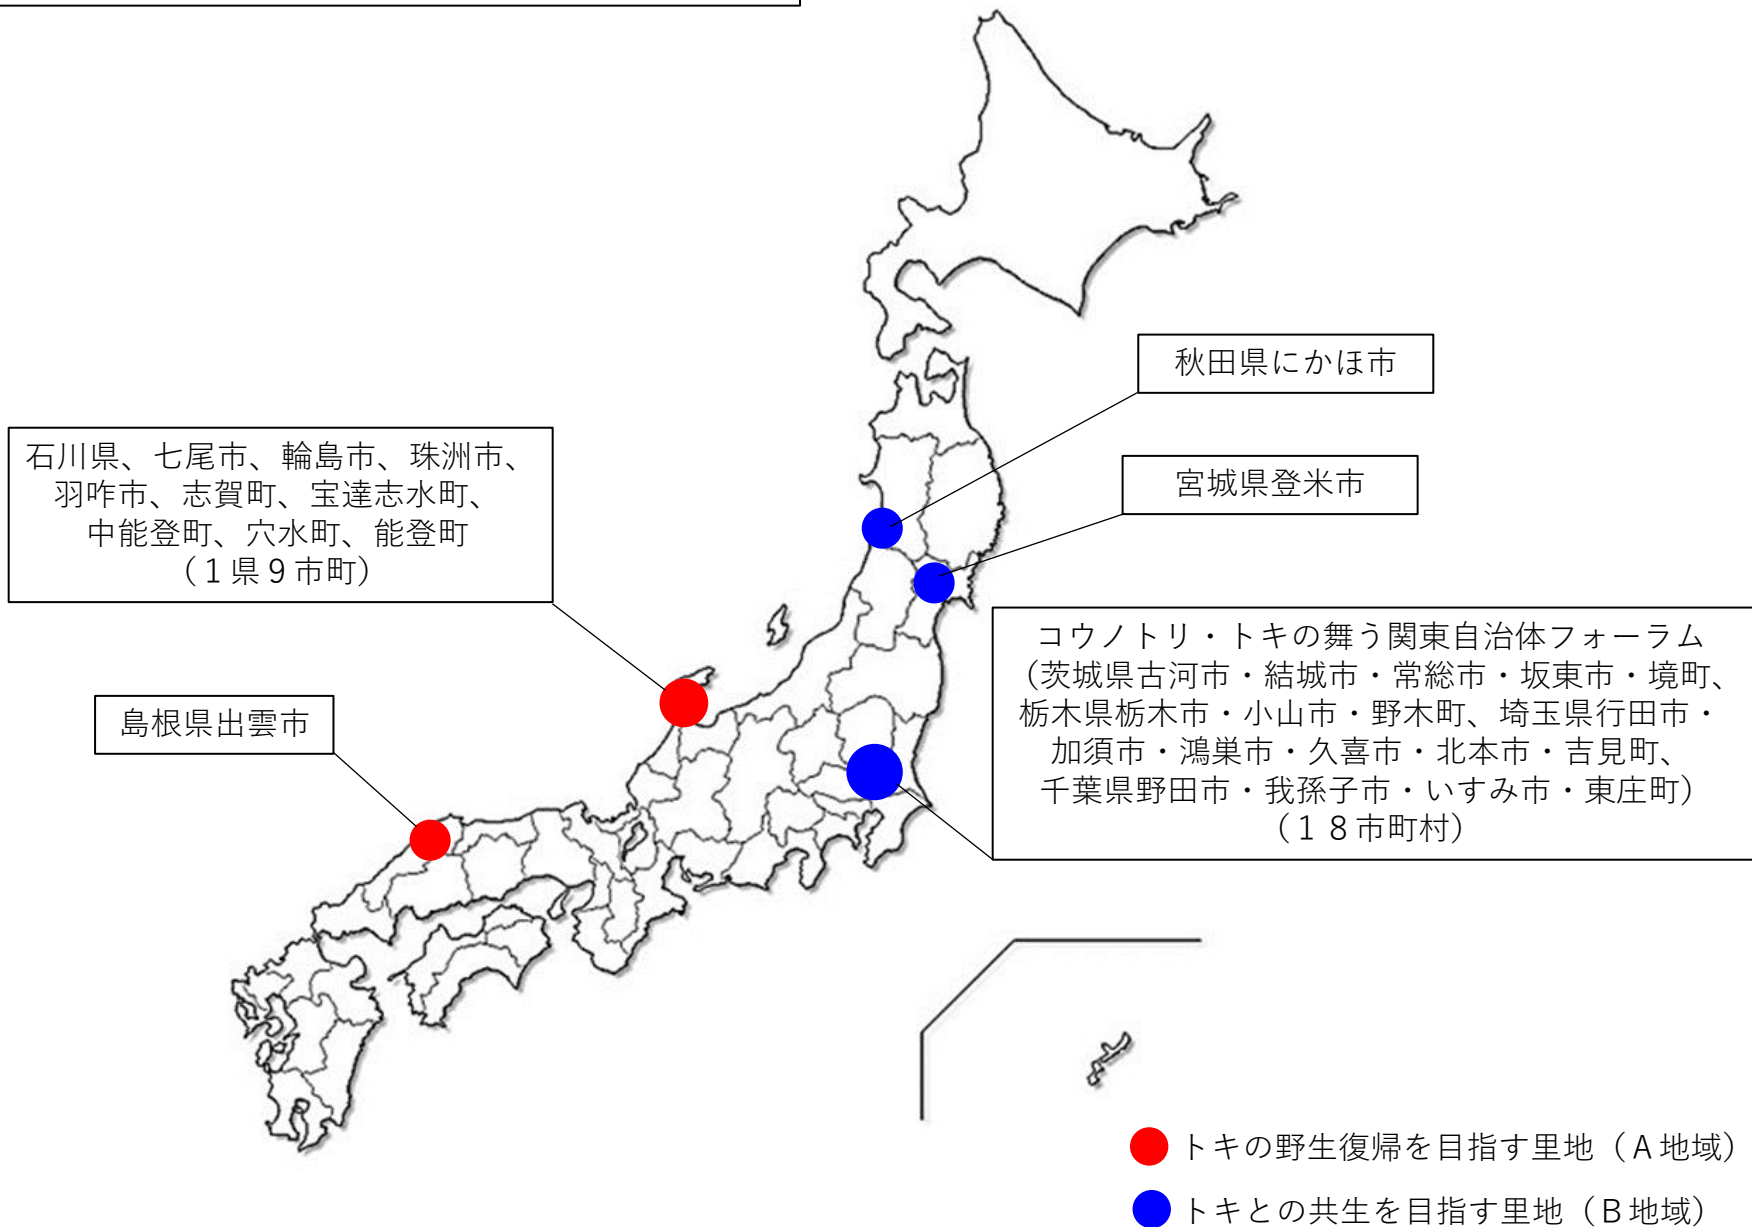 秋田県にかほ市
石川県、七尾市、輪島市、珠洲市、
羽咋市、志賀町、宝達志水町、
中能登町、穴水町、能登町
（１県９市町）
宮城県登米市
コウノトリ・トキの舞う関東自治体フォーラム
（茨城県古河市・結城市・常総市・坂東市・境町、
栃木県栃木市・小山市・野木町、埼玉県行田市・
加須市・鴻巣市・久喜市・北本市・吉見町、
千葉県野田市・我孫子市・いすみ市・東庄町）
（１８市町村）
島根県出雲市
トキの野生復帰を目指す里地（Ａ地域）
トキとの共生を目指す里地（Ｂ地域）